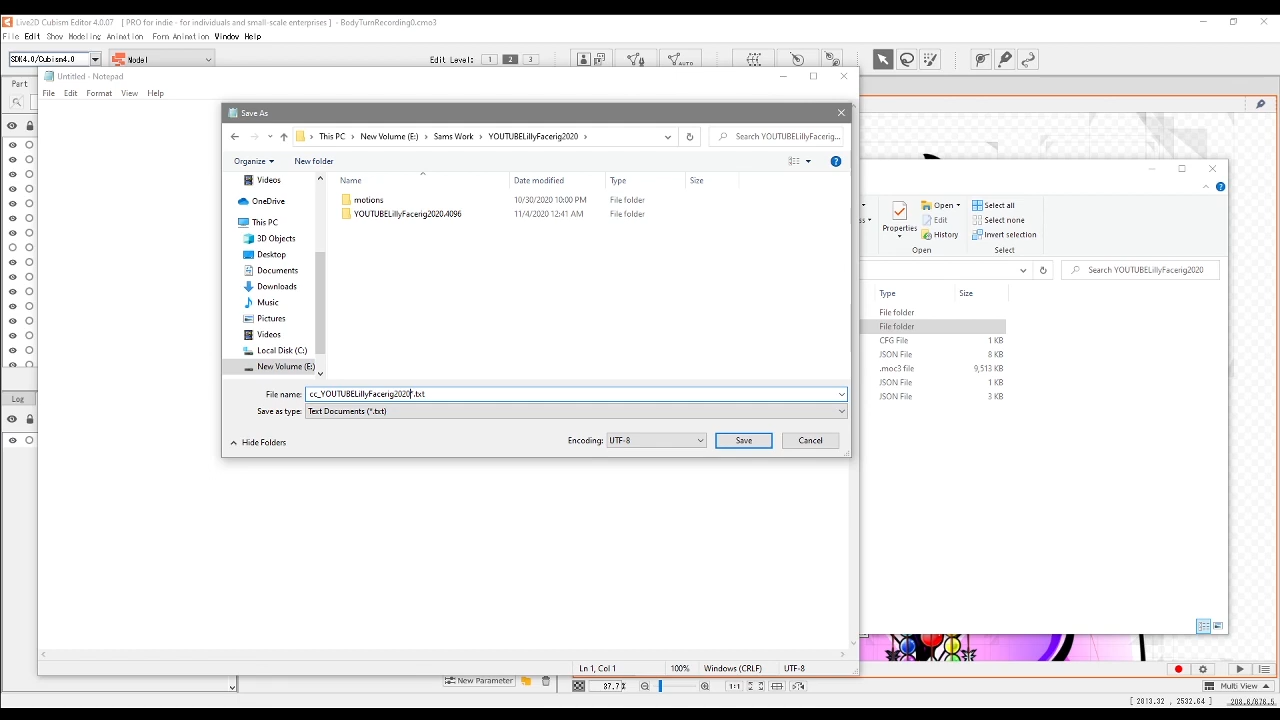 Live2D Cubism Editor 4.0.07 [ PRO for indie - for individuals and small-scale enterprises ] - BodyTurnRecording0.cmo3
File Edit Show Modeling Animation Form Animation Window Help
SDK4.0/Cubism4.0 Model Edit Level: 1 2 3 AUTO
Part
Untitled - Notepad
File Edit Format View Help
Save As
This PC New Volume (E:) Sams Work YOUTUBELillyFacerig2020 Search YOUTUBELillyFacerig...
Organize New folder
Name Date modified Type Size
Videos
OneDrive
This PC
3D Objects
Desktop
Documents
Downloads
Music
Pictures
Videos
Local Disk (C:)
New Volume (E:)
motions 10/30/2020 10:00 PM File folder
YOUTUBELillyFacerig2020.4096 11/4/2020 12:41 AM File folder
File name: cc_YOUTUBELillyFacerig2020*.txt
Save as type: Text Documents (*.txt)
Hide Folders Encoding: UTF-8 Save Cancel
Properties
Open
Edit
History
Open
Select all
Select none
Invert selection
Select
Search YOUTUBELillyFacerig2020
Type Size
File folder
File folder
CFG File 1 KB
JSON File 8 KB
.moc3 file 9,513 KB
JSON File 1 KB
JSON File 3 KB
Log
Ln 1, Col 1 100% Windows (CRLF) UTF-8
New Parameter
37.7% 1:1
Multi View
( 2013.32 , 2532.64 )